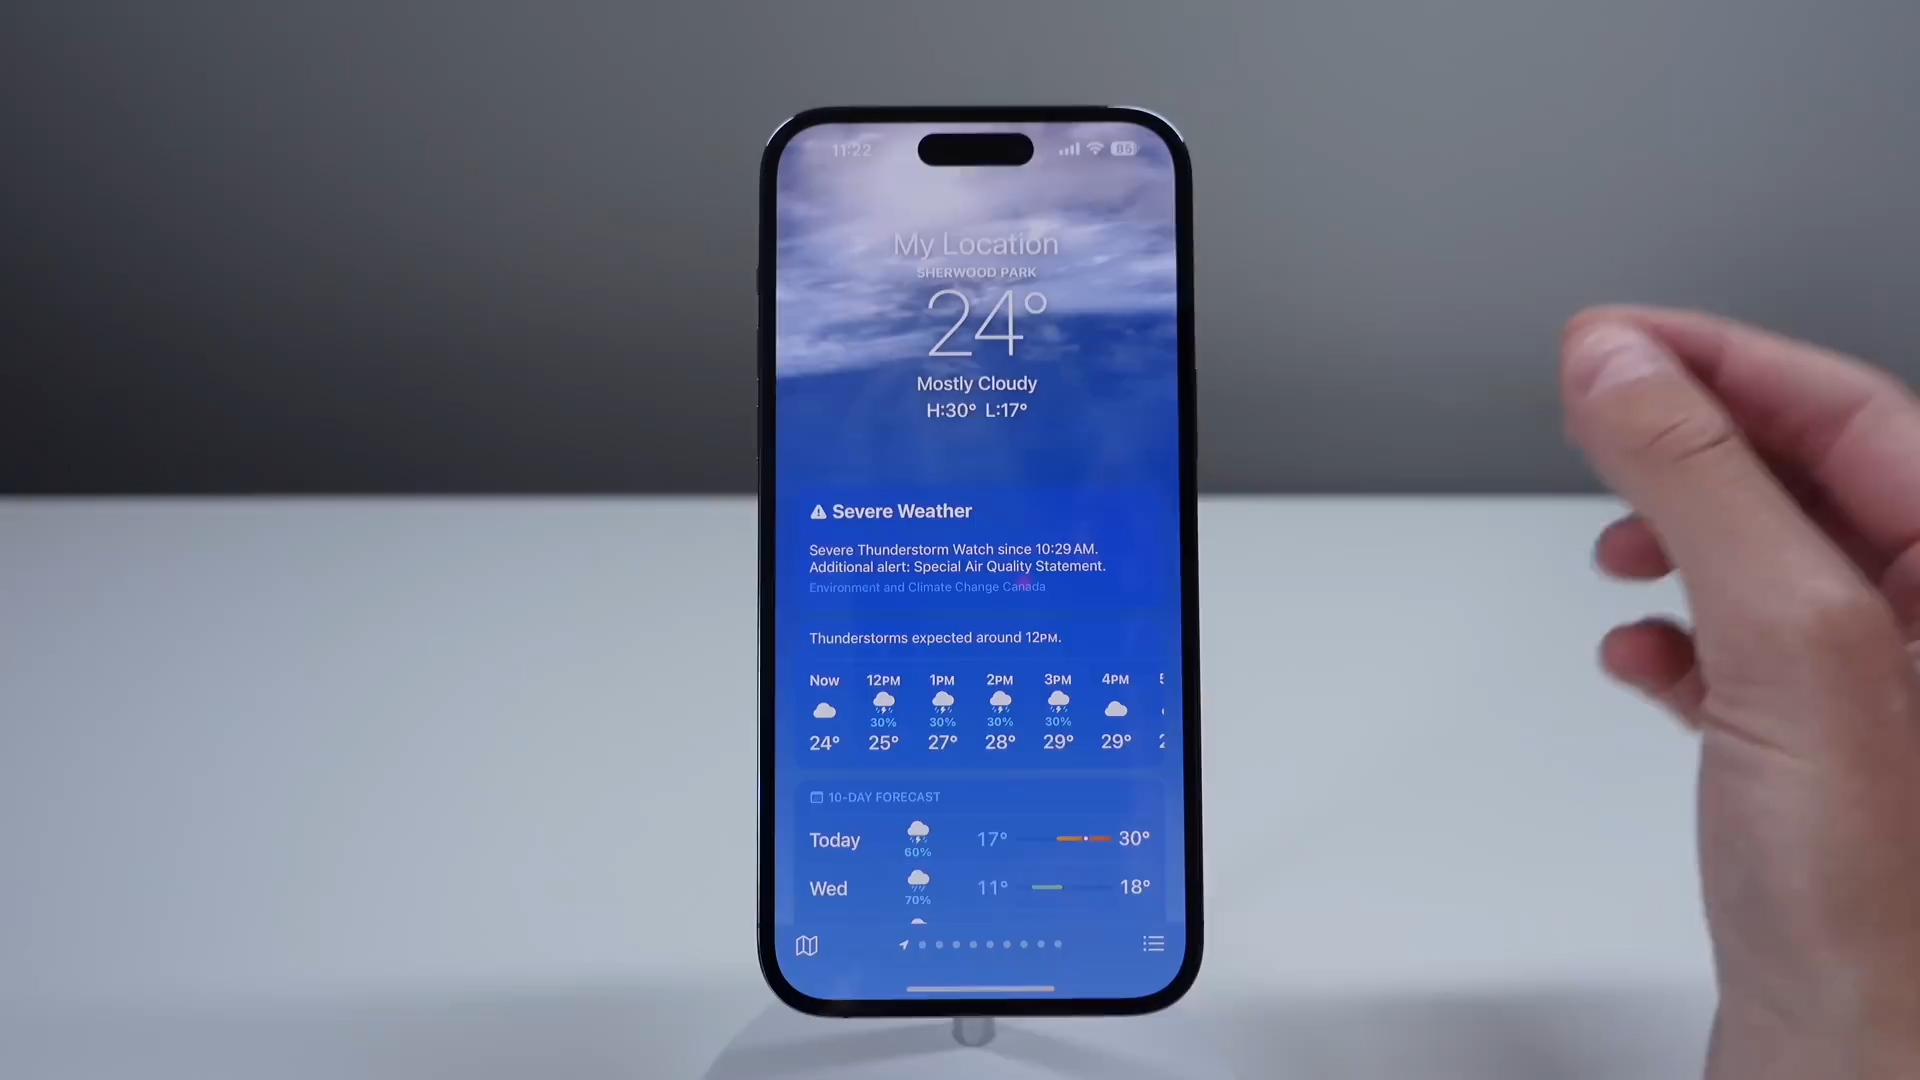 11:22
85
My Location
SHERWOOD PARK
24°
Mostly Cloudy
H:30° L:17°
Severe Weather
Severe Thunderstorm Watch since 10:29 AM.
Additional alert: Special Air Quality Statement.
Environment and Climate Change Canada
Thunderstorms expected around 12PM.
Now 12PM 1PM 2PM 3PM 4PM
30% 30% 30% 30%
24° 25° 27° 28° 29° 29°
10-DAY FORECAST
Today 17° 30°
60%
Wed 11° 18°
70%